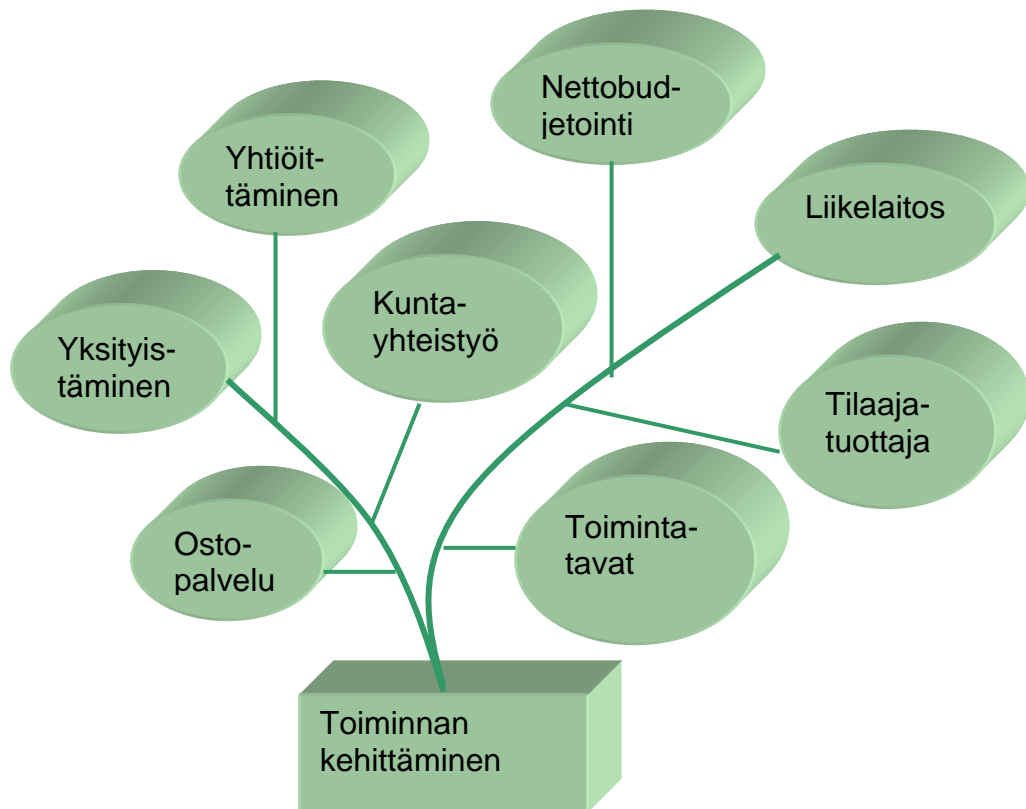 Nettobud-
jetointi
Yhtiöit-
täminen
Liikelaitos
Kunta-
yhteistyö
Yksityis-
täminen
Tilaaja-
tuottaja
Osto-
palvelu
Toiminta-
tavat
Toiminnan
kehittäminen